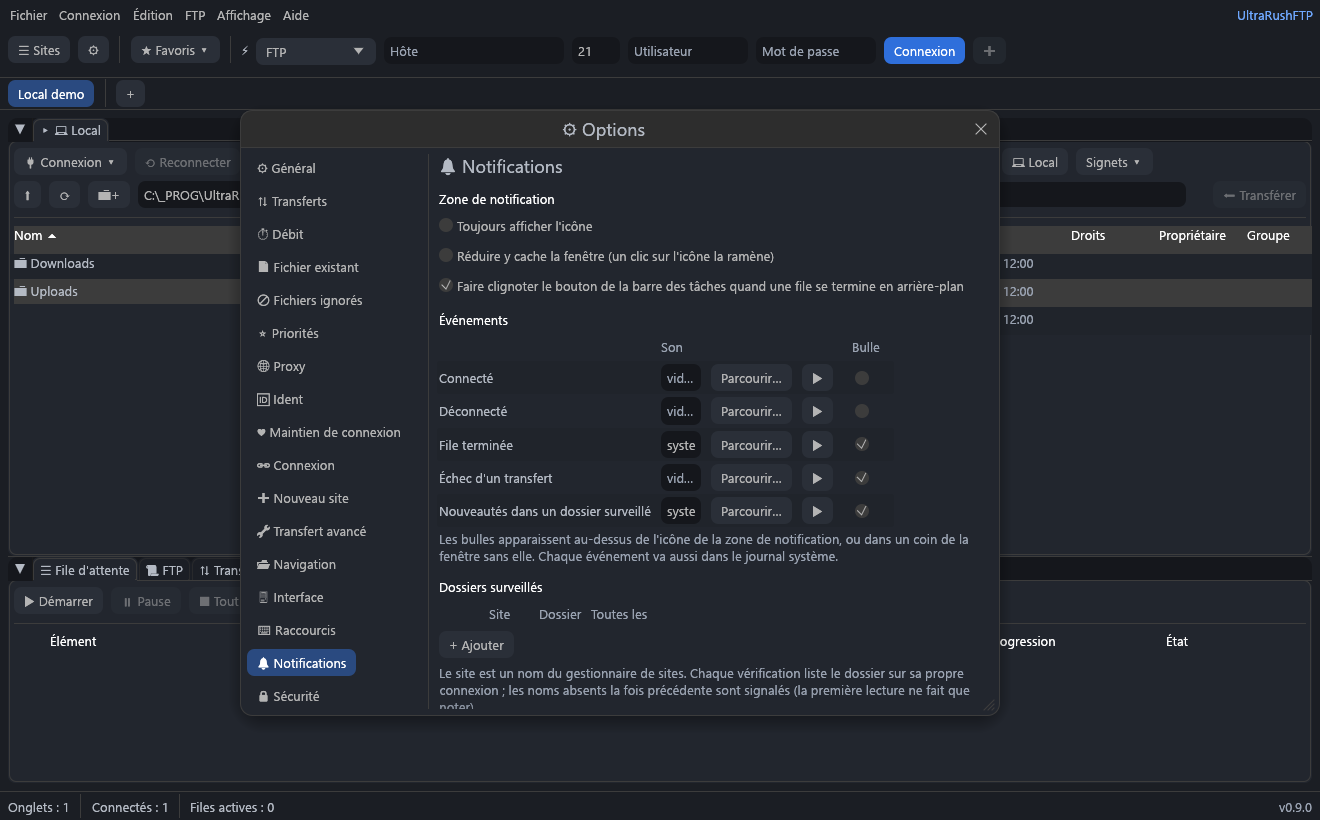 Fichier Connexion Édition FTP Affichage Aide UltraRushFTP
Sites Favoris FTP Hôte 21 Utilisateur Mot de passe Connexion +
Local demo +
Local
Connexion Reconnecter Local Signets
C:\_PROG\UltraR Transférer
Nom Droits Propriétaire Groupe
Downloads 12:00
Uploads 12:00
12:00
Options
Général
Transferts
Débit
Fichier existant
Fichiers ignorés
Priorités
Proxy
Ident
Maintien de connexion
Connexion
Nouveau site
Transfert avancé
Navigation
Interface
Raccourcis
Notifications
Sécurité
Notifications
Zone de notification
Toujours afficher l'icône
Réduire y cache la fenêtre (un clic sur l'icône la ramène)
Faire clignoter le bouton de la barre des tâches quand une file se termine en arrière-plan
Événements
Son Bulle
Connecté vid... Parcourir...
Déconnecté vid... Parcourir...
File terminée syste Parcourir...
Échec d'un transfert vid... Parcourir...
Nouveautés dans un dossier surveillé syste Parcourir...
Les bulles apparaissent au-dessus de l'icône de la zone de notification, ou dans un coin de la
fenêtre sans elle. Chaque événement va aussi dans le journal système.
Dossiers surveillés
Site Dossier Toutes les
+ Ajouter
Le site est un nom du gestionnaire de sites. Chaque vérification liste le dossier sur sa propre
connexion ; les noms absents la fois précédente sont signalés (la première lecture ne fait que
noter)
File d'attente FTP Trans
Démarrer Pause Tout
Élément ogression État
Onglets : 1 Connectés : 1 Files actives : 0 v0.9.0